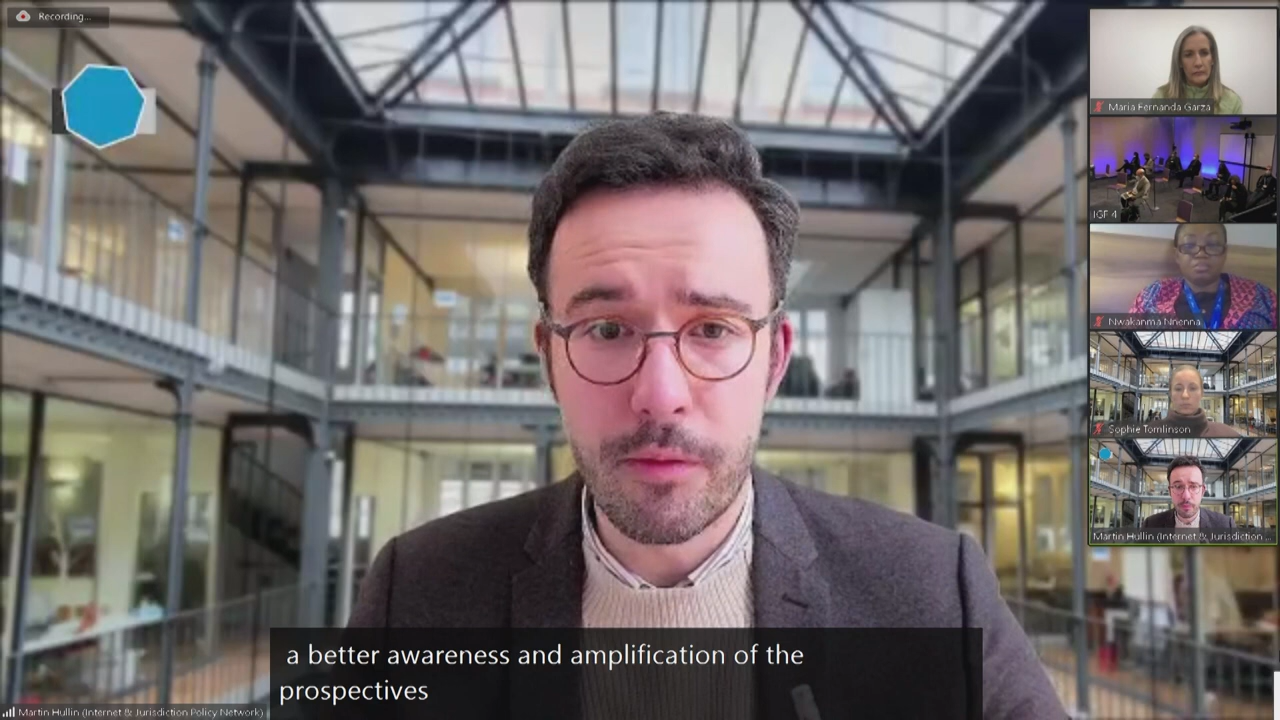 Recording...
Maria Fernanda Garza
IGF 4
Nwakanma Nnenna
Sophie Tomlinson
Martin Hullin (Internet & Jurisdiction ...
a better awareness and amplification of the
prospectives
Martin Hullin (Internet & Jurisdiction Policy Network)